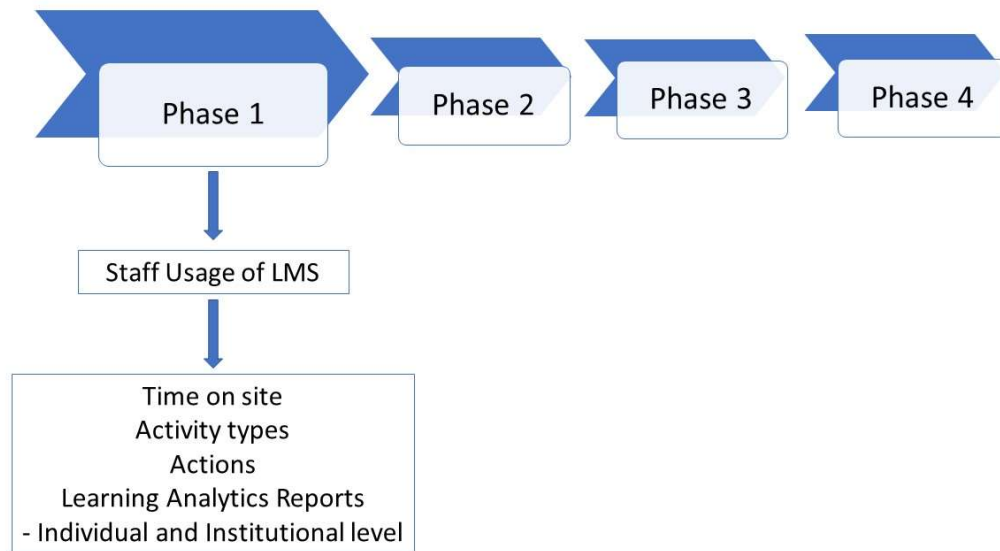 Phase 1
Phase 2
Phase 3
Phase 4
Staff Usage of LMS
Time on site
Activity types
Actions
Learning Analytics Reports
- Individual and Institutional level